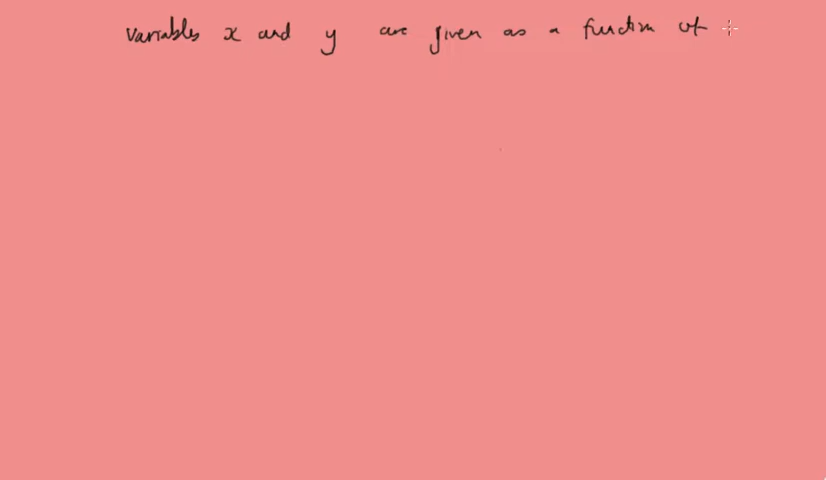 variables x and y are given as a function of